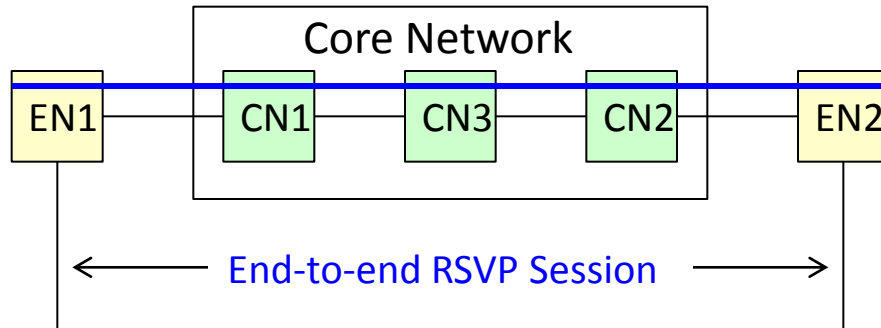 Core Network
EN1 CN1 CN3 CN2 EN2
End-to-end RSVP Session